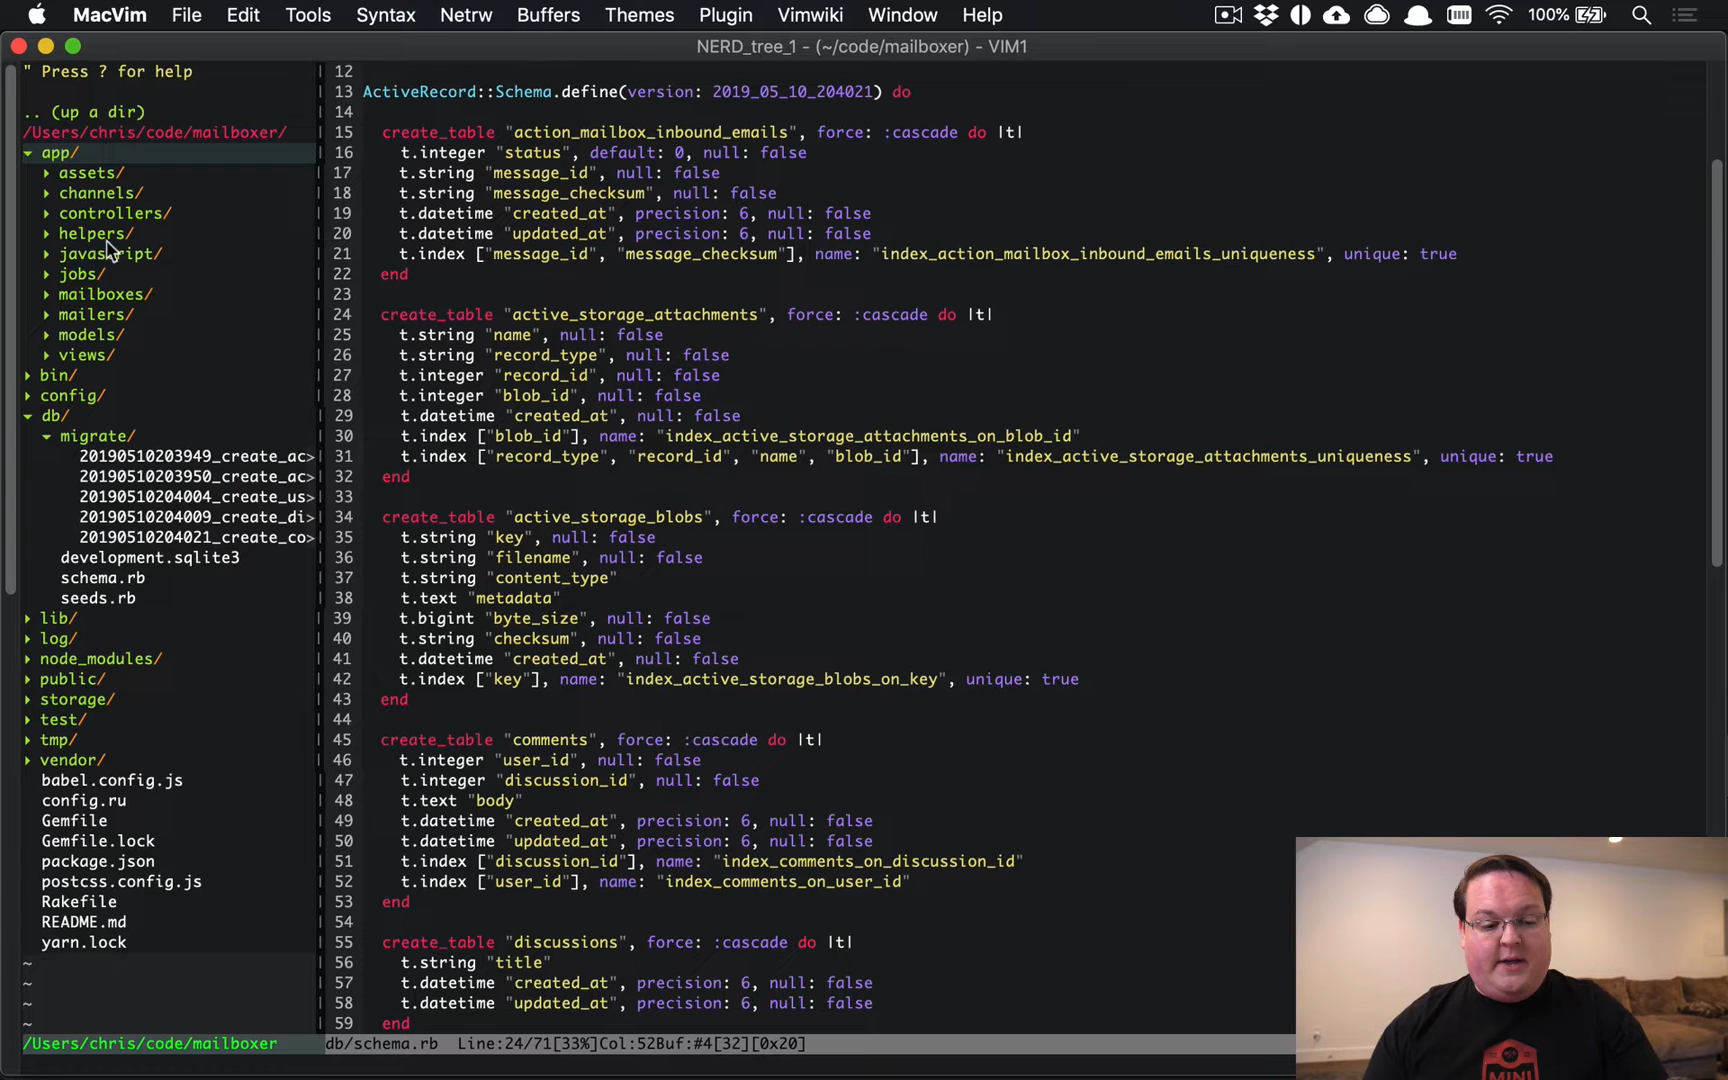 MacVim File Edit Tools Syntax Netrw Buffers Themes Plugin Vimwiki Window Help 100%
NERD_tree_1 - (~/code/mailboxer) - VIM1
" Press ? for help
.. (up a dir)
/Users/chris/code/mailboxer/
app/
assets/
channels/
controllers/
helpers/
javascript/
jobs/
mailboxes/
mailers/
models/
views/
bin/
config/
db/
migrate/
20190510203949_create_ac>
20190510203950_create_ac>
20190510204004_create_us>
20190510204009_create_di>
20190510204021_create_co>
development.sqlite3
schema.rb
seeds.rb
lib/
log/
node_modules/
public/
storage/
test/
tmp/
vendor/
babel.config.js
config.ru
Gemfile
Gemfile.lock
package.json
postcss.config.js
Rakefile
README.md
yarn.lock
~
~
~
~
/Users/chris/code/mailboxer
12
13 ActiveRecord::Schema.define(version: 2019_05_10_204021) do
14
15 create_table "action_mailbox_inbound_emails", force: :cascade do |t|
16 t.integer "status", default: 0, null: false
17 t.string "message_id", null: false
18 t.string "message_checksum", null: false
19 t.datetime "created_at", precision: 6, null: false
20 t.datetime "updated_at", precision: 6, null: false
21 t.index ["message_id", "message_checksum"], name: "index_action_mailbox_inbound_emails_uniqueness", unique: true
22 end
23
24 create_table "active_storage_attachments", force: :cascade do |t|
25 t.string "name", null: false
26 t.string "record_type", null: false
27 t.integer "record_id", null: false
28 t.integer "blob_id", null: false
29 t.datetime "created_at", null: false
30 t.index ["blob_id"], name: "index_active_storage_attachments_on_blob_id"
31 t.index ["record_type", "record_id", "name", "blob_id"], name: "index_active_storage_attachments_uniqueness", unique: true
32 end
33
34 create_table "active_storage_blobs", force: :cascade do |t|
35 t.string "key", null: false
36 t.string "filename", null: false
37 t.string "content_type"
38 t.text "metadata"
39 t.bigint "byte_size", null: false
40 t.string "checksum", null: false
41 t.datetime "created_at", null: false
42 t.index ["key"], name: "index_active_storage_blobs_on_key", unique: true
43 end
44
45 create_table "comments", force: :cascade do |t|
46 t.integer "user_id", null: false
47 t.integer "discussion_id", null: false
48 t.text "body"
49 t.datetime "created_at", precision: 6, null: false
50 t.datetime "updated_at", precision: 6, null: false
51 t.index ["discussion_id"], name: "index_comments_on_discussion_id"
52 t.index ["user_id"], name: "index_comments_on_user_id"
53 end
54
55 create_table "discussions", force: :cascade do |t|
56 t.string "title"
57 t.datetime "created_at", precision: 6, null: false
58 t.datetime "updated_at", precision: 6, null: false
59 end
db/schema.rb Line:24/71[33%]Col:52Buf:#4[32][0x20]
MINI